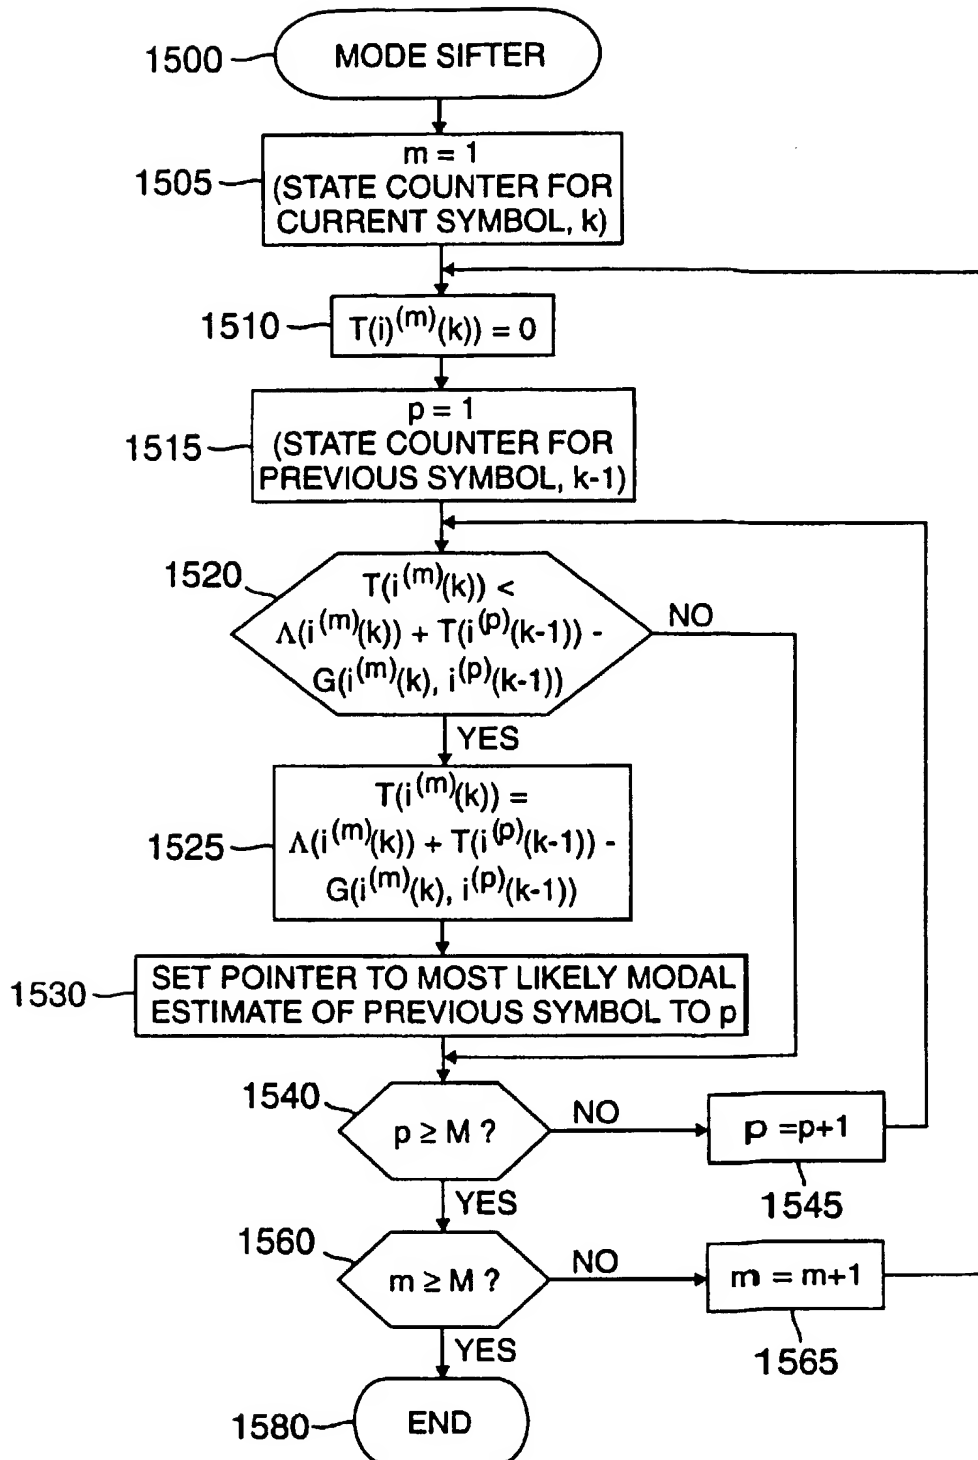 1500
MODE SIFTER
1505
m = 1
(STATE COUNTER FOR
CURRENT SYMBOL, k)
1510
T(i)^(m)(k)) = 0
1515
p = 1
(STATE COUNTER FOR
PREVIOUS SYMBOL, k-1)
1520
T(i^(m)(k)) <
Λ(i^(m)(k)) + T(i^(p)(k-1)) -
G(i^(m)(k), i^(p)(k-1))
NO
YES
1525
T(i^(m)(k)) =
Λ(i^(m)(k)) + T(i^(p)(k-1)) -
G(i^(m)(k), i^(p)(k-1))
1530
SET POINTER TO MOST LIKELY MODAL
ESTIMATE OF PREVIOUS SYMBOL TO p
1540
p ≥ M ?
NO
p =p+1
1545
YES
1560
m ≥ M ?
NO
m = m+1
1565
YES
1580
END